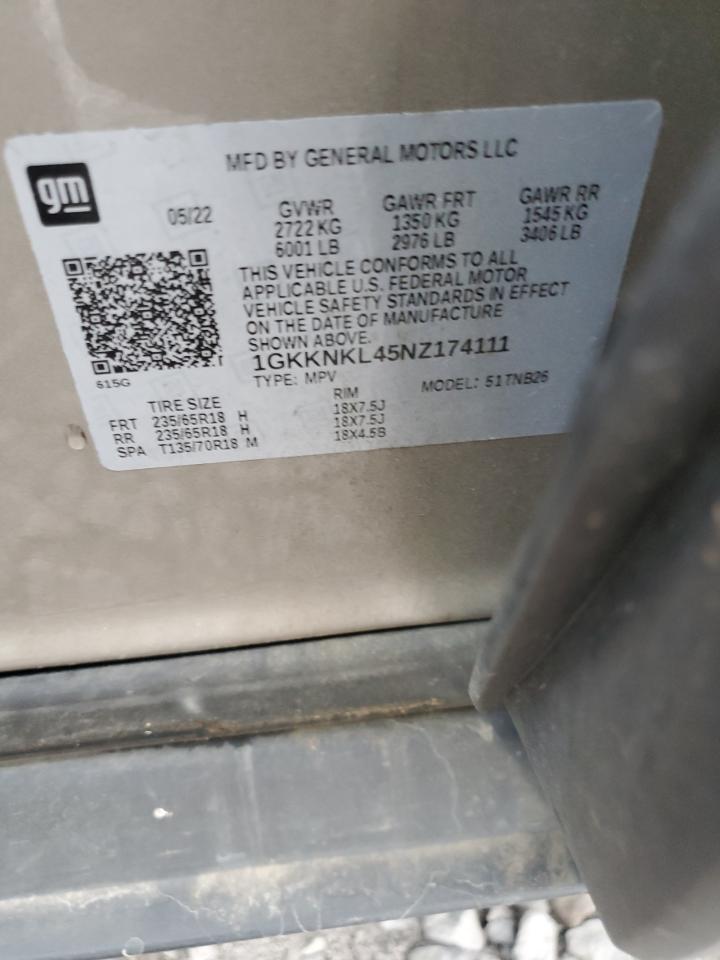 MFD BY GENERAL MOTORS LLC
gm
05/22 GVWR GAWR FRT GAWR RR
2722 KG 1350 KG 1545 KG
6001 LB 2976 LB 3406 LB
THIS VEHICLE CONFORMS TO ALL
APPLICABLE U.S. FEDERAL MOTOR
VEHICLE SAFETY STANDARDS IN EFFECT
ON THE DATE OF MANUFACTURE
SHOWN ABOVE.
1GKKNKL45NZ174111
615G
TYPE: MPV MODEL: 51TNB26
TIRE SIZE RIM
FRT 235/65R18 H 18X7.5J
RR 235/65R18 H 18X7.5J
SPA T135/70R18 M 18X4.5B